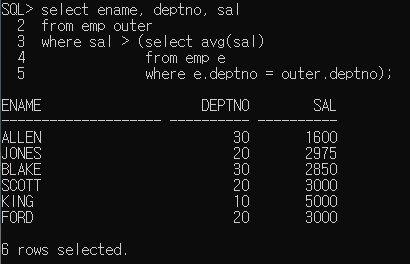 SQL> select ename, deptno, sal
  2  from emp outer
  3  where sal > (select avg(sal)
  4               from emp e
  5               where e.deptno = outer.deptno);

ENAME                    DEPTNO        SAL
-------------------- ---------- ----------
ALLEN                        30       1600
JONES                        20       2975
BLAKE                        30       2850
SCOTT                        20       3000
KING                         10       5000
FORD                         20       3000

6 rows selected.